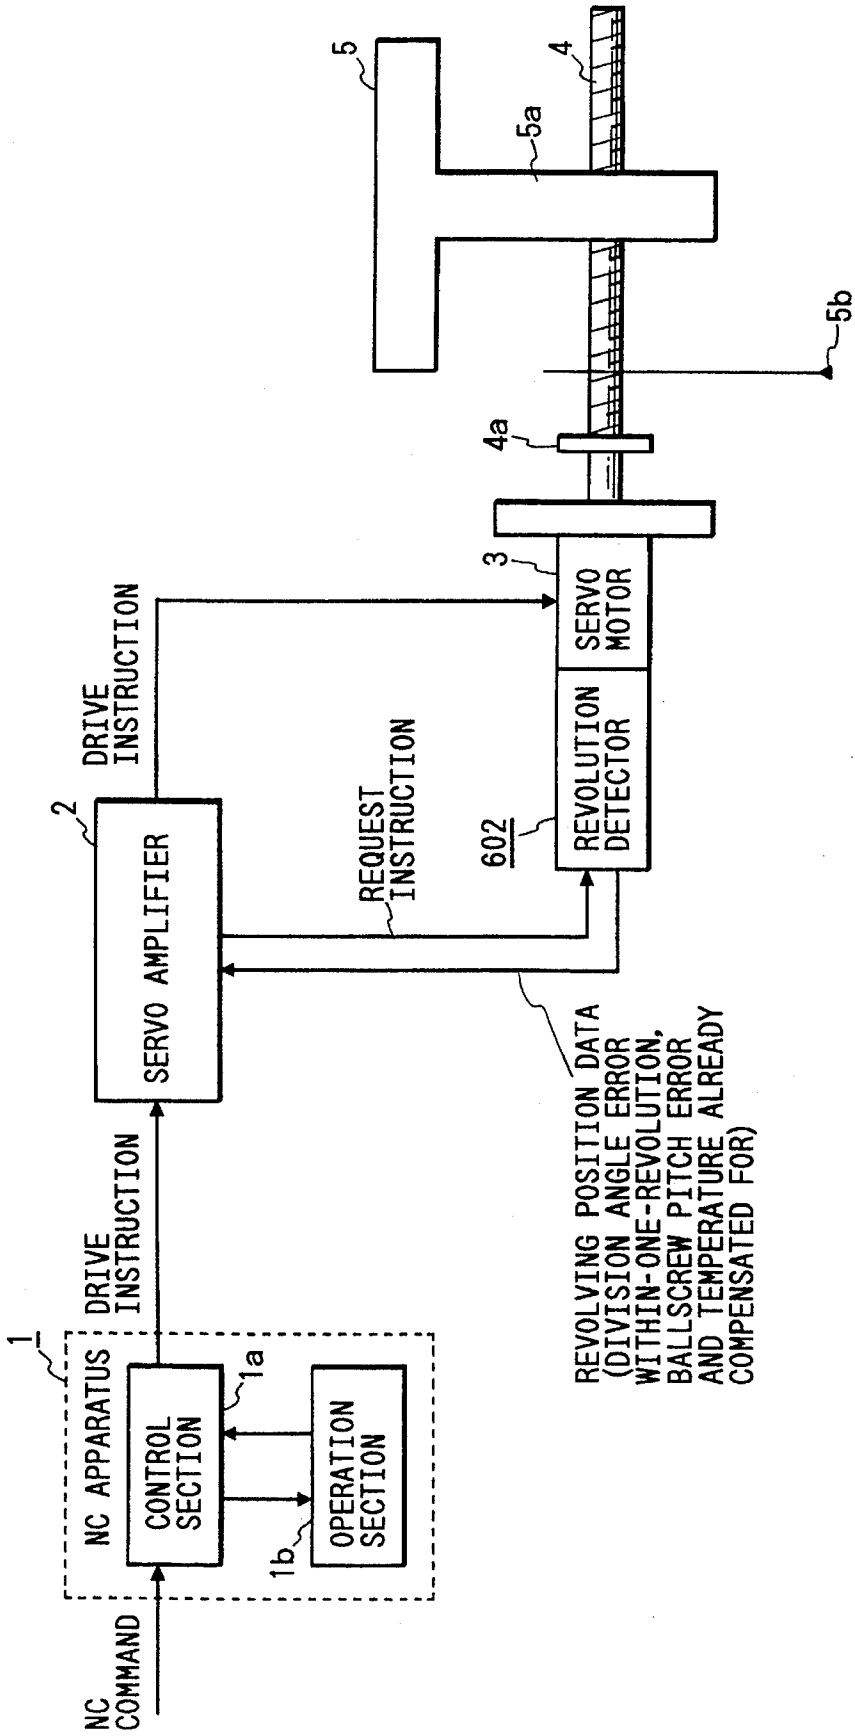 NC
COMMAND
1
NC APPARATUS
CONTROL
SECTION
1a
1b
OPERATION
SECTION
DRIVE
INSTRUCTION
2
SERVO AMPLIFIER
DRIVE
INSTRUCTION
REQUEST
INSTRUCTION
REVOLVING POSITION DATA
(DIVISION ANGLE ERROR
WITHIN-ONE-REVOLUTION,
BALLSCREW PITCH ERROR
AND TEMPERATURE ALREADY
COMPENSATED FOR)
602
REVOLUTION
DETECTOR
3
SERVO
MOTOR
4a
4
5
5a
5b